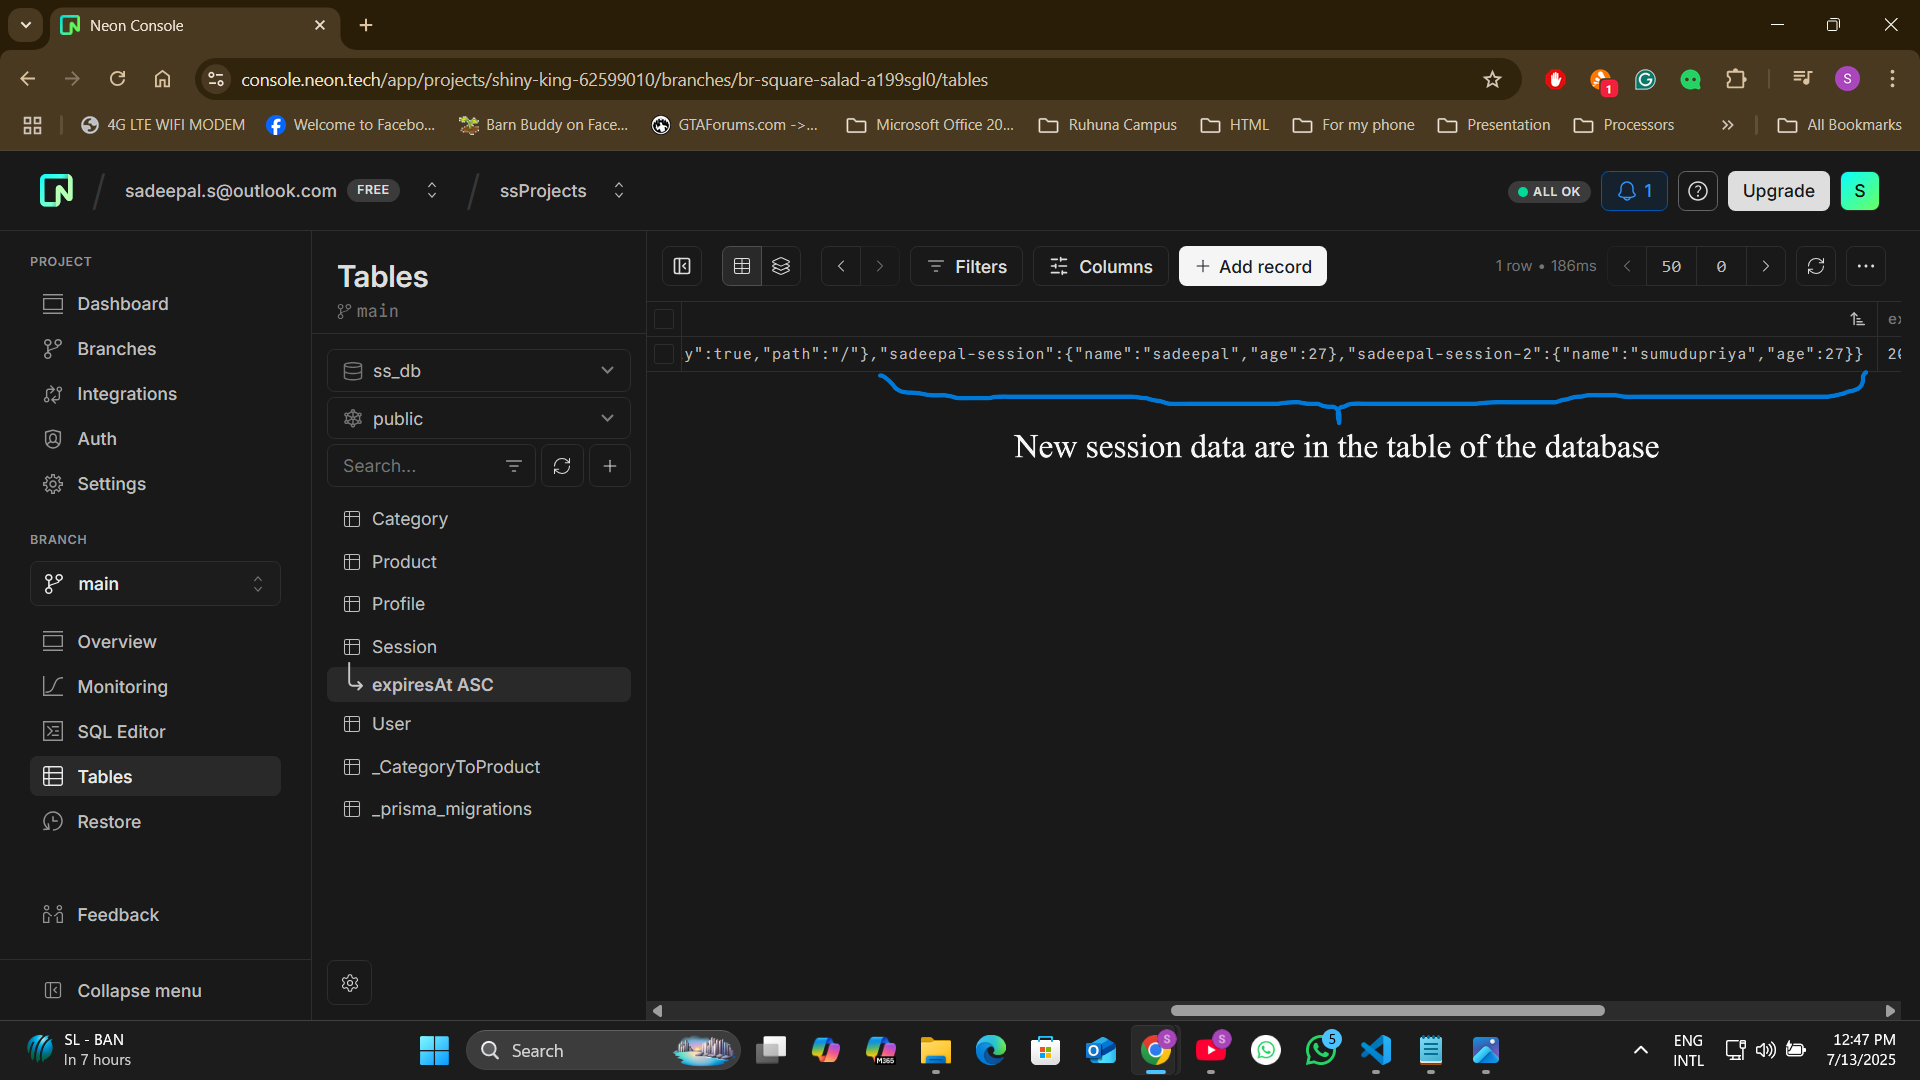 Neon Console
console.neon.tech/app/projects/shiny-king-62599010/branches/br-square-salad-a199sgl0/tables
1
S
4G LTE WIFI MODEM
Welcome to Facebo...
Barn Buddy on Face...
GTAForums.com ->...
Microsoft Office 20...
Ruhuna Campus
HTML
For my phone
Presentation
Processors
All Bookmarks
sadeepal.s@outlook.com FREE
ssProjects
ALL OK
1
Upgrade
S
PROJECT
Dashboard
Branches
Integrations
Auth
Settings
BRANCH
main
Overview
Monitoring
SQL Editor
Tables
Restore
Feedback
Collapse menu
Tables
main
ss_db
public
Search...
Category
Product
Profile
Session
expiresAt ASC
User
_CategoryToProduct
_prisma_migrations
Filters
Columns
Add record
1 row • 186ms
50
0
y":true,"path":"/"},"sadeepal-session":{"name":"sadeepal","age":27},"sadeepal-session-2":{"name":"sumudupriya","age":27}}
New session data are in the table of the database
SL - BAN
In 7 hours
Search
M365
S
S
5
ENG
INTL
12:47 PM
7/13/2025